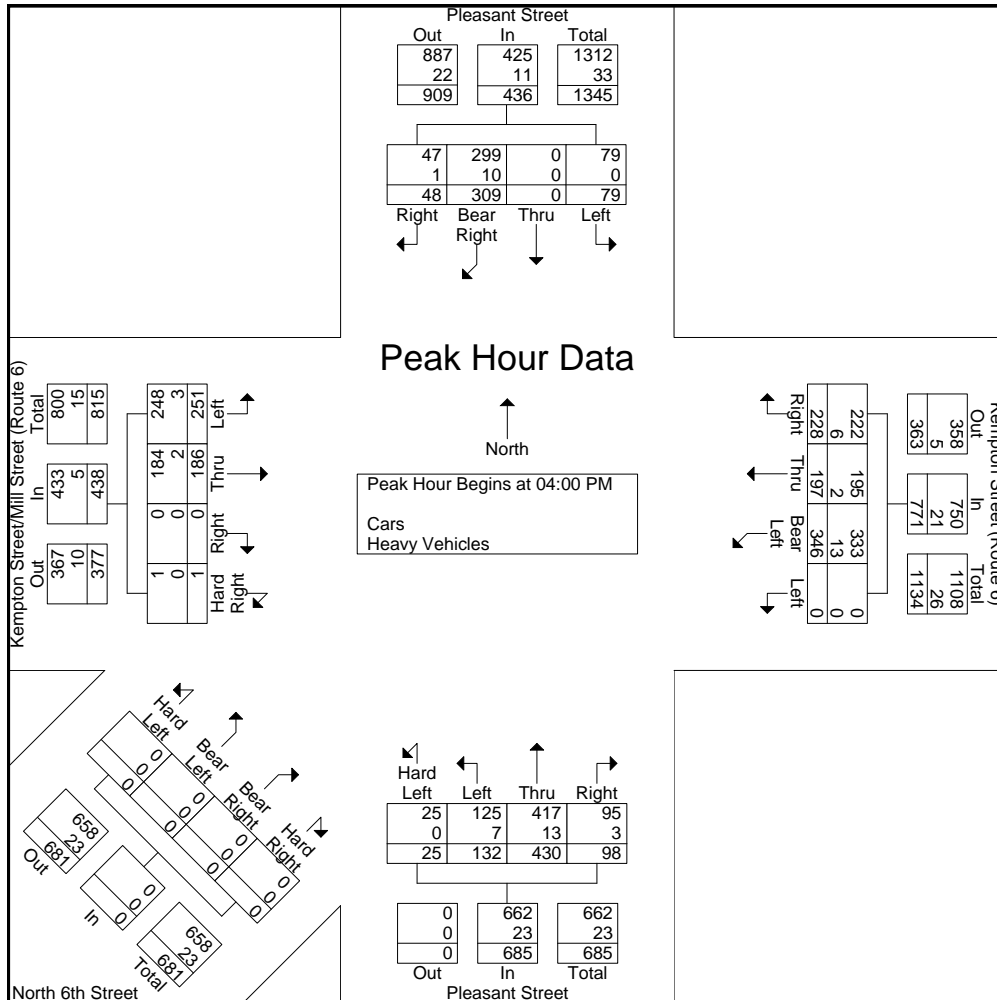 Pleasant Street
Out In Total
887 425 1312
22 11 33
909 436 1345
47 299 0 79
1 10 0 0
48 309 0 79
Right Bear Right Thru Left
Peak Hour Data
North
Peak Hour Begins at 04:00 PM
Cars
Heavy Vehicles
Kempton Street/Mill Street (Route 6)
Out In Total
367 433 800
10 5 15
377 438 815
1 0 184 248
0 0 2 3
1 0 186 251
Hard Right Right Thru Left
Kempton Street (Route 6)
Out In Total
358 750 1108
5 21 26
363 771 1134
222 195 333 0
6 2 13 0
228 197 346 0
Right Thru Bear Left Left
Hard Left Bear Left Bear Right Hard Right
0 0 0 0
0 0 0 0
0 0 0 0
658 0 658
23 0 23
681 0 681
Out In Total
North 6th Street
Hard Left Left Thru Right
25 125 417 95
0 7 13 3
25 132 430 98
0 662 662
0 23 23
0 685 685
Out In Total
Pleasant Street